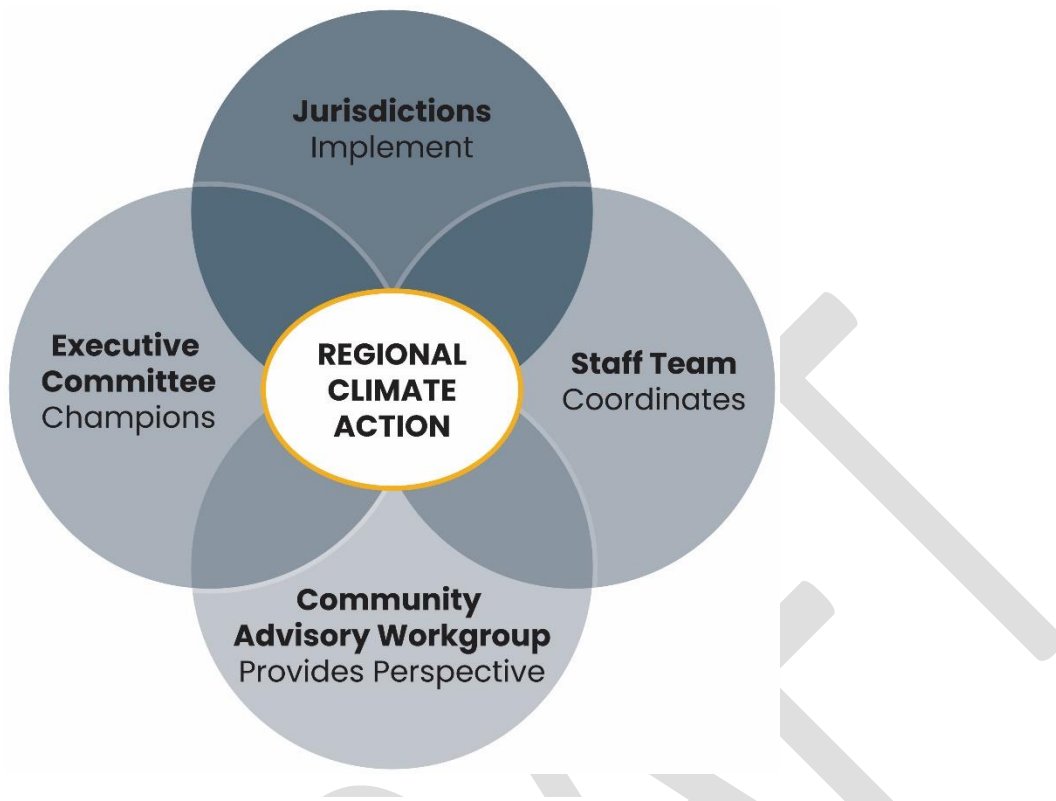 Jurisdictions
Implement
Executive
Committee
Champions
REGIONAL
CLIMATE
ACTION
Staff Team
Coordinates
Community
Advisory Workgroup
Provides Perspective